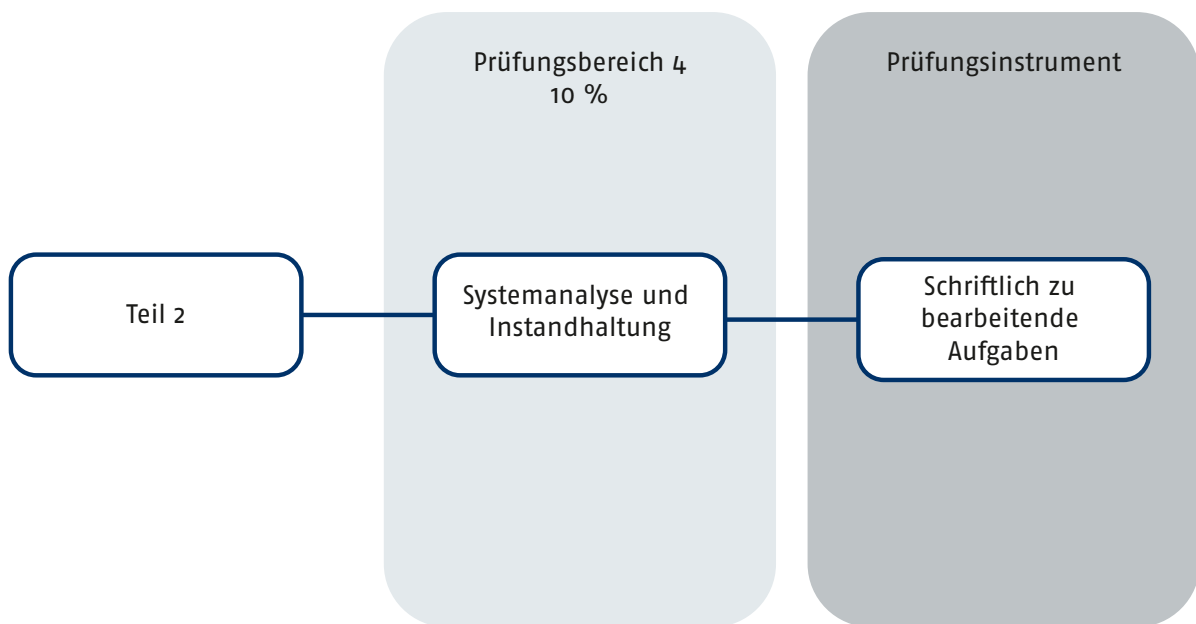 Prüfungsbereich 4
10 %
Prüfungsinstrument
Teil 2
Systemanalyse und
Instandhaltung
Schriftlich zu
bearbeitende
Aufgaben